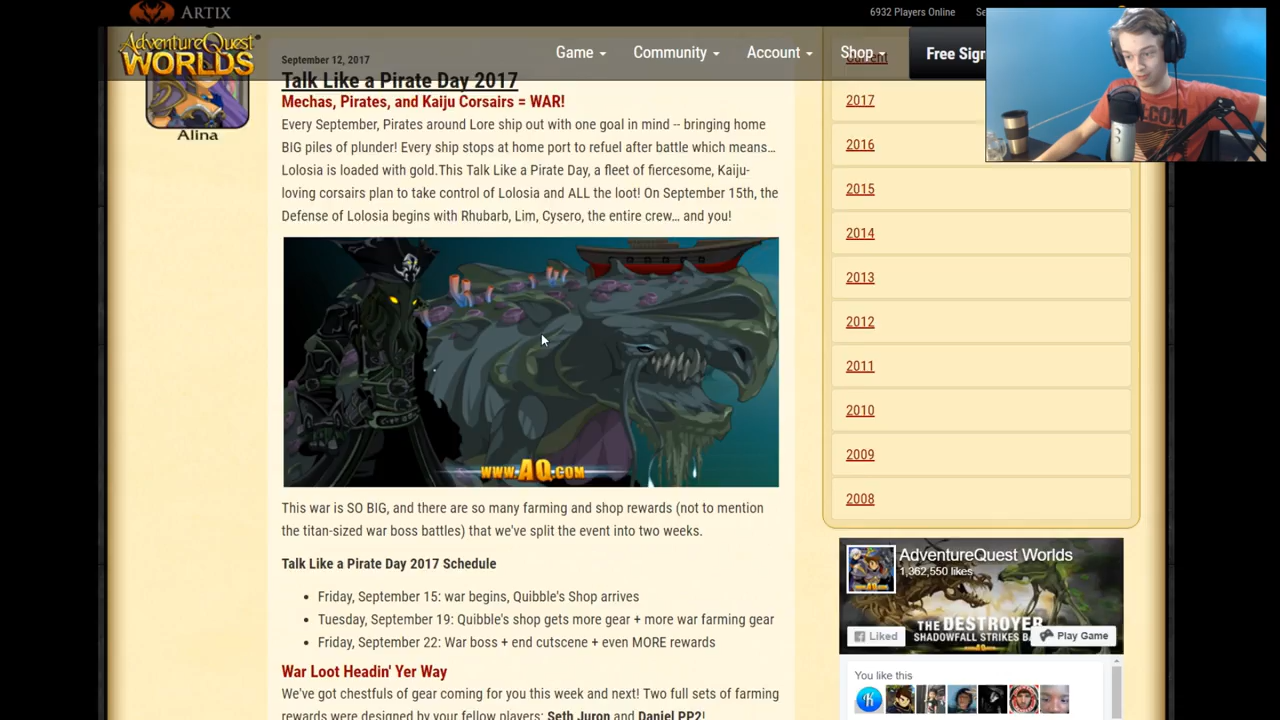 ARTIX
6932 Players Online
AdventureQuest
WORLDS
Game
Community
Account
Shop
Alina
September 12, 2017
Talk Like a Pirate Day 2017
Mechas, Pirates, and Kaiju Corsairs = WAR!
Every September, Pirates around Lore ship out with one goal in mind -- bringing home
BIG piles of plunder! Every ship stops at home port to refuel after battle which means...
Lolosia is loaded with gold.This Talk Like a Pirate Day, a fleet of fiercesome, Kaiju-
loving corsairs plan to take control of Lolosia and ALL the loot! On September 15th, the
Defense of Lolosia begins with Rhubarb, Lim, Cysero, the entire crew... and you!
WWW.AQ.COM
This war is SO BIG, and there are so many farming and shop rewards (not to mention
the titan-sized war boss battles) that we've split the event into two weeks.
Talk Like a Pirate Day 2017 Schedule
• Friday, September 15: war begins, Quibble's Shop arrives
• Tuesday, September 19: Quibble's shop gets more gear + more war farming gear
• Friday, September 22: War boss + end cutscene + even MORE rewards
War Loot Headin' Yer Way
We've got chestfuls of gear coming for you this week and next! Two full sets of farming
rewards were designed by your fellow players: Seth Juron and Daniel PP2!
2017
2016
2015
2014
2013
2012
2011
2010
2009
2008
AdventureQuest Worlds
1,362,550 likes
THE DESTROYER
Liked
Play Game
You like this